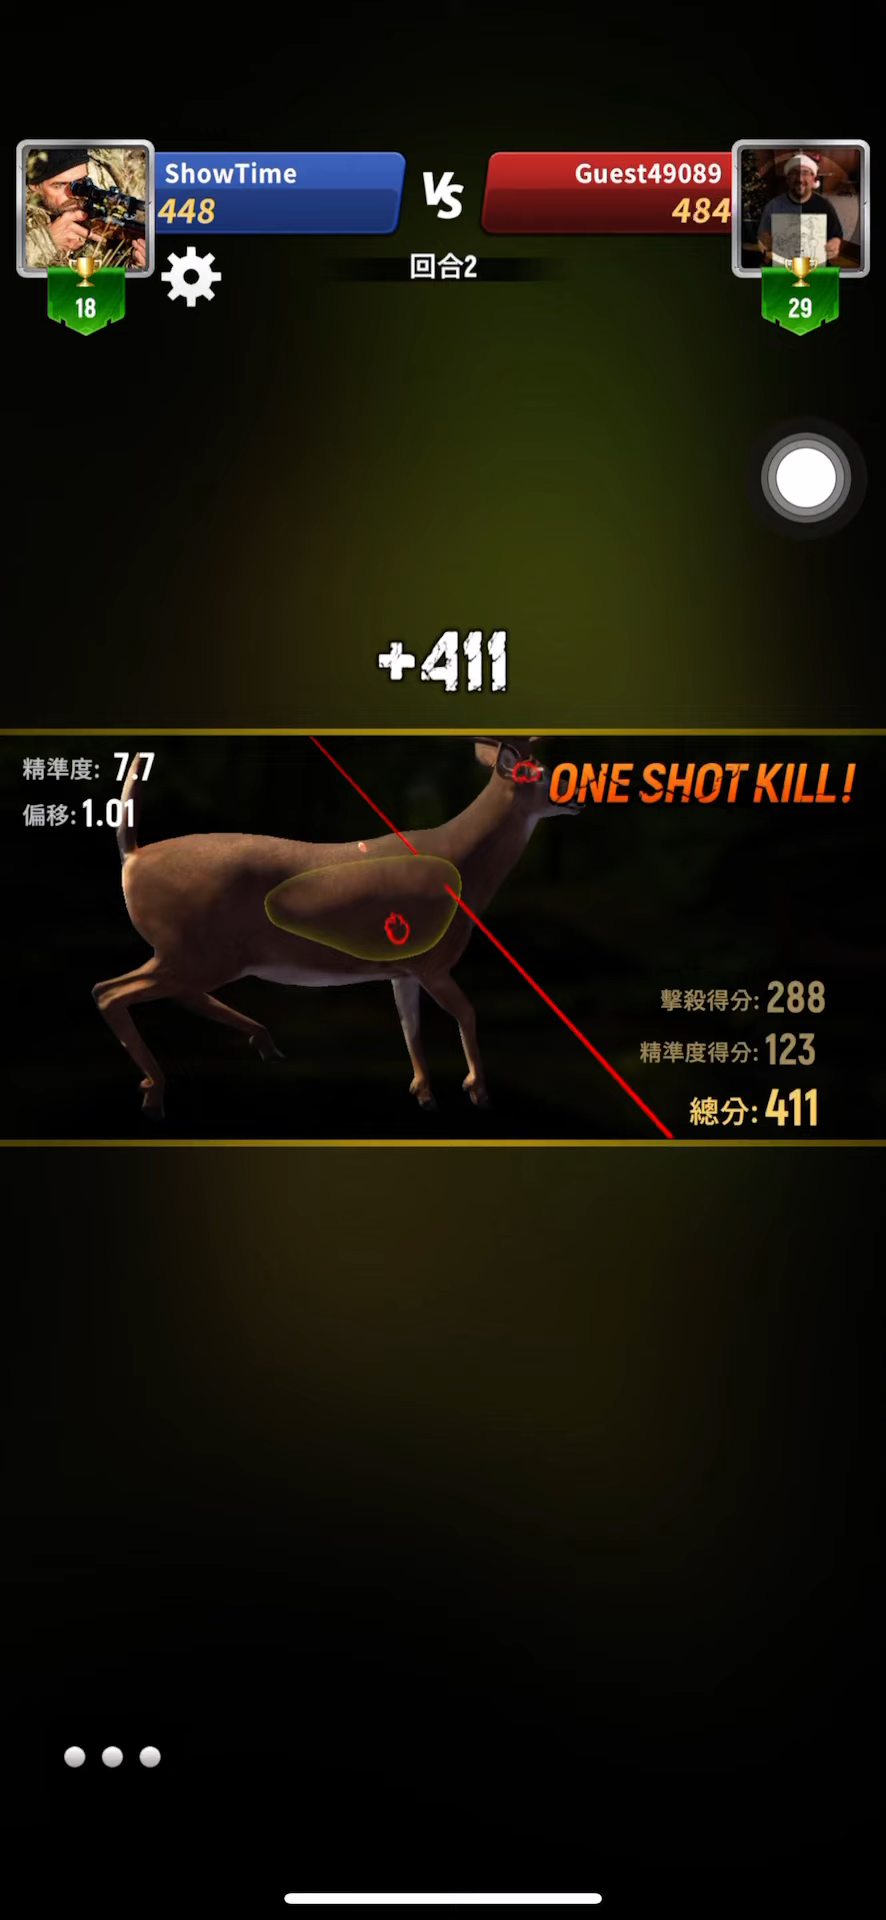 ShowTime
448
VS
Guest49089
484
18
回合2
29
+411
精準度: 7.7
偏移: 1.01
ONE SHOT KILL!
擊殺得分: 288
精準度得分: 123
總分: 411